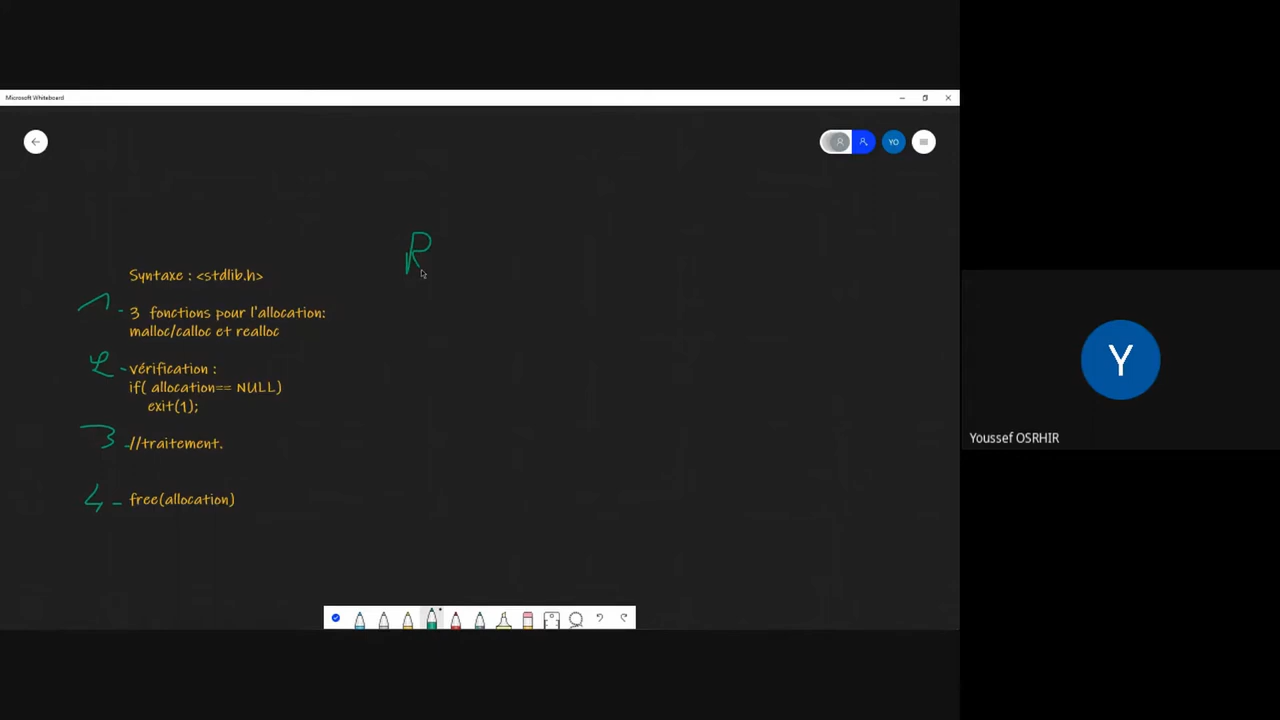 Microsoft Whiteboard
YO
R
Syntaxe : <stdlib.h>
1 - 3 fonctions pour l'allocation:
malloc/calloc et realloc
2 - vérification :
if( allocation== NULL)
exit(1);
3 - //traitement.
4 - free(allocation)
Y
Youssef OSRHIR